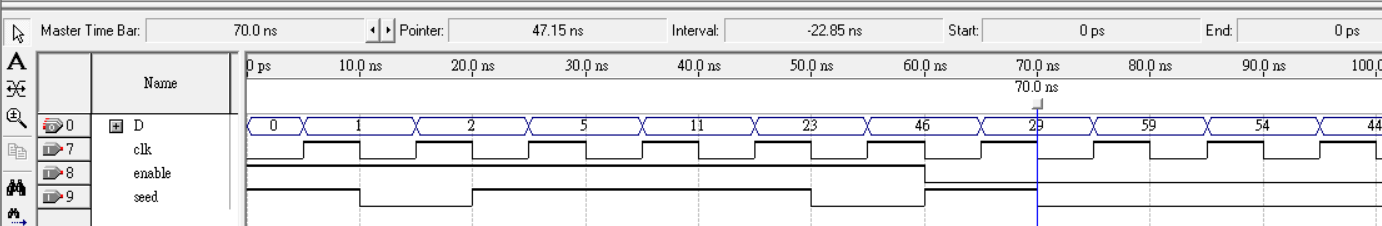 Master Time Bar: 70.0 ns Pointer: 47.15 ns Interval: -22.85 ns Start: 0 ps End: 0 ps
A
Name
0 ps 10.0 ns 20.0 ns 30.0 ns 40.0 ns 50.0 ns 60.0 ns 70.0 ns 80.0 ns 90.0 ns 100.0
70.0 ns
0 D 0 1 2 5 11 23 46 29 59 54 44
7 clk
8 enable
9 seed